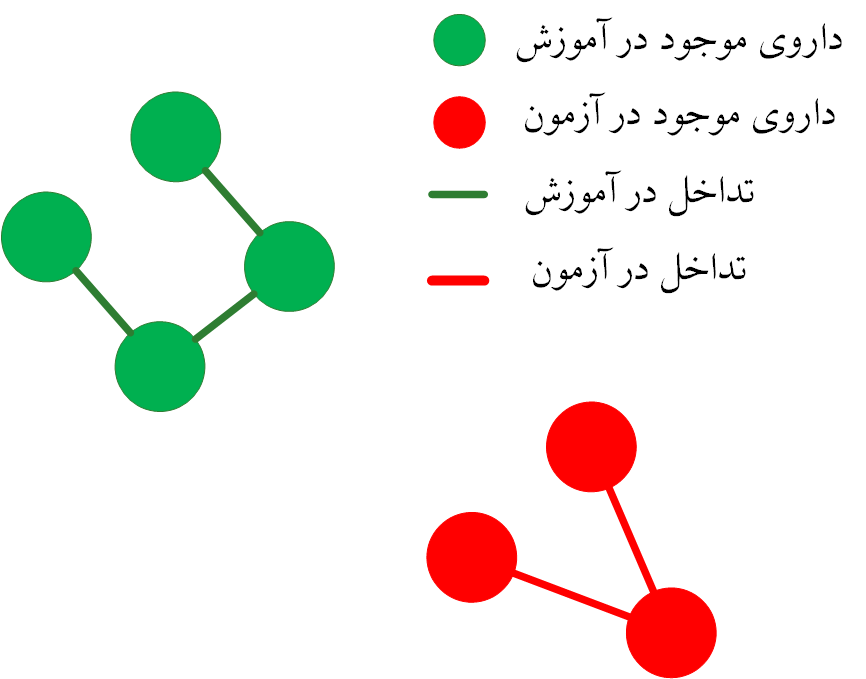 داروی موجود در آموزش
داروی موجود در آزمون
تداخل در آموزش
تداخل در آزمون